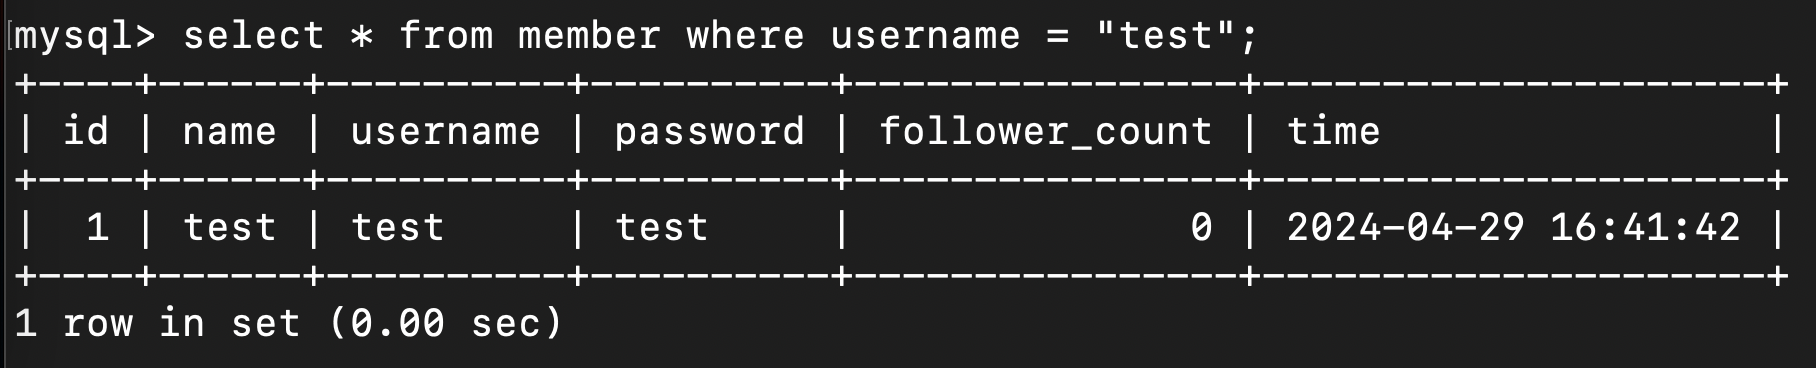 mysql> select * from member where username = "test";
+----+------+----------+----------+----------------+---------------------+
| id | name | username | password | follower_count | time                |
+----+------+----------+----------+----------------+---------------------+
|  1 | test | test     | test     |              0 | 2024-04-29 16:41:42 |
+----+------+----------+----------+----------------+---------------------+
1 row in set (0.00 sec)